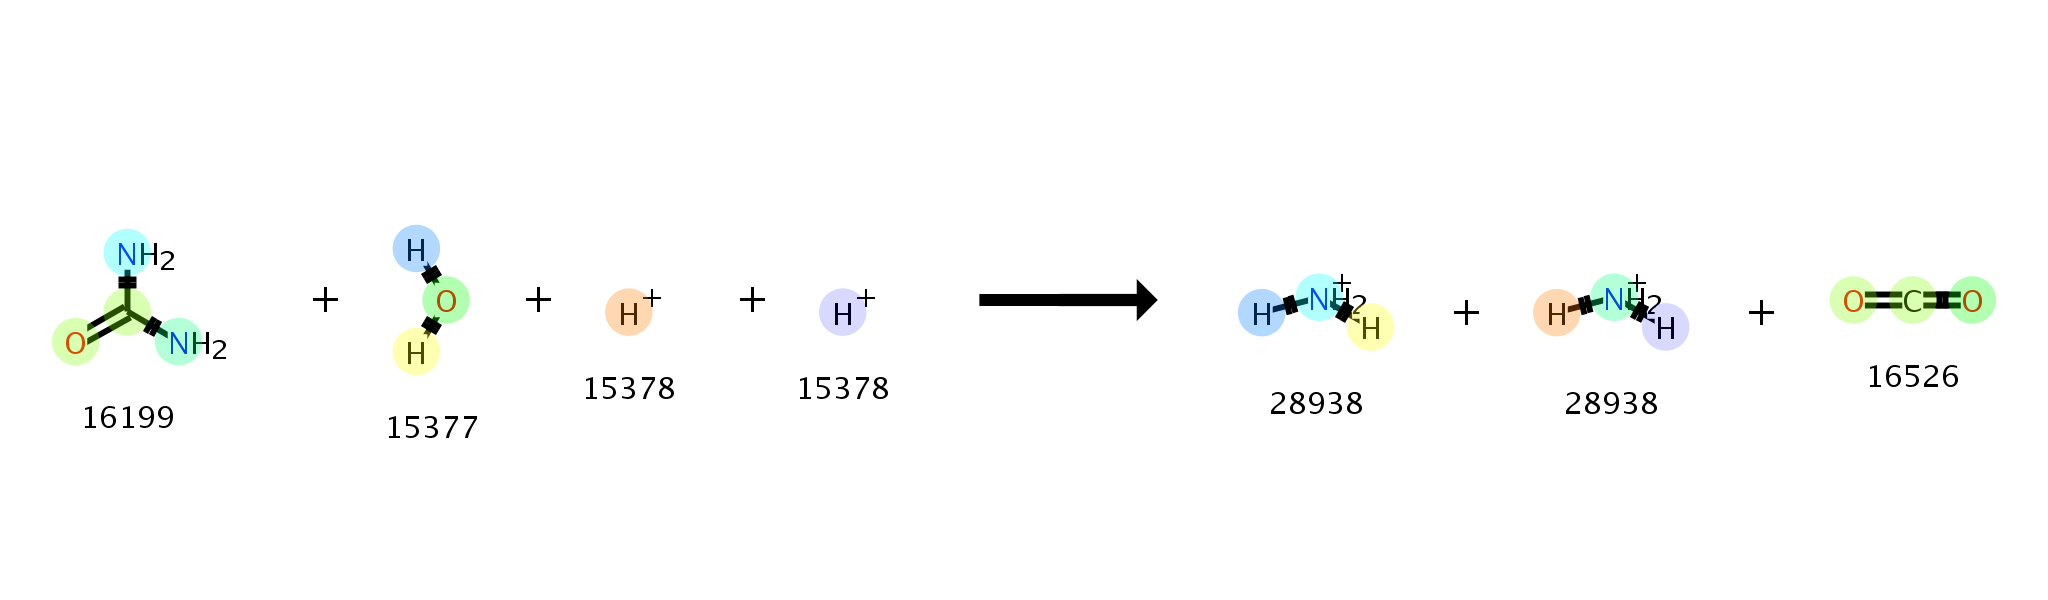 NH2
O
NH2
16199
+
H
O
H
15377
+
H+
15378
+
H+
15378
H
NH2+
H
28938
+
H
NH2+
H
28938
+
O C O
16526